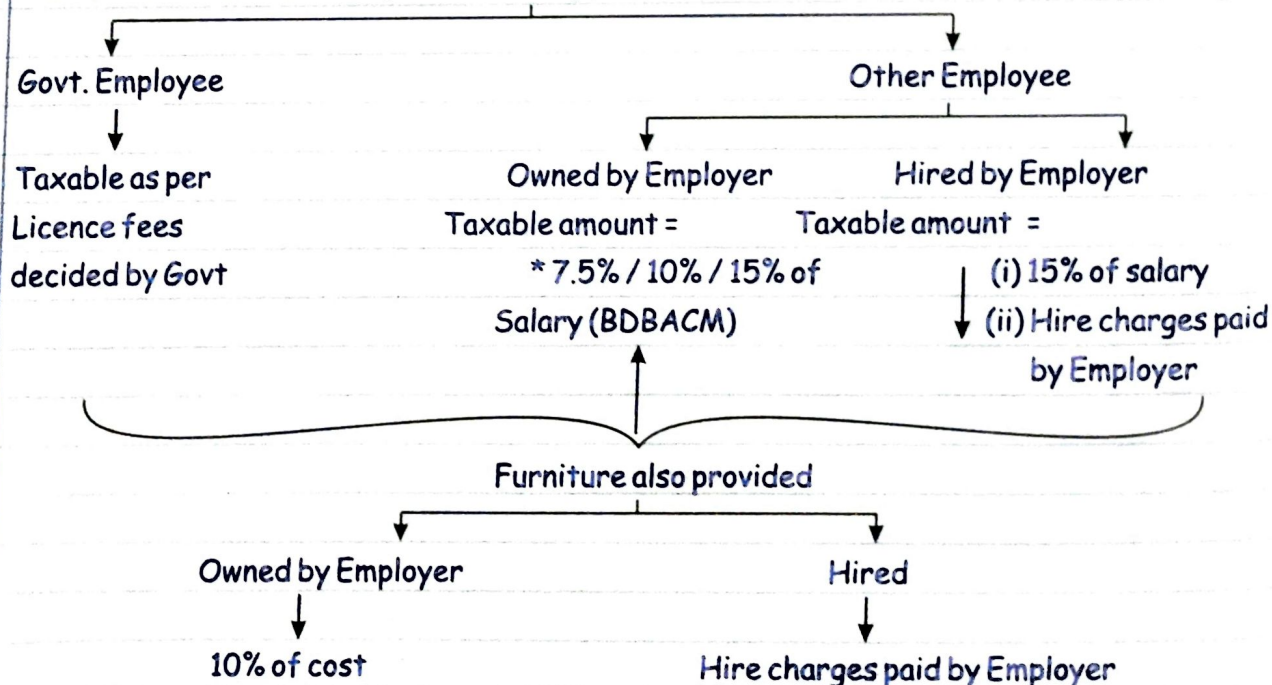 Govt. Employee
Other Employee
Taxable as per
Licence fees
decided by Govt
Owned by Employer
Taxable amount =
* 7.5% / 10% / 15% of
Salary (BDBACM)
Hired by Employer
Taxable amount =
(i) 15% of salary
(ii) Hire charges paid
by Employer
Furniture also provided
Owned by Employer
Hired
10% of cost
Hire charges paid by Employer